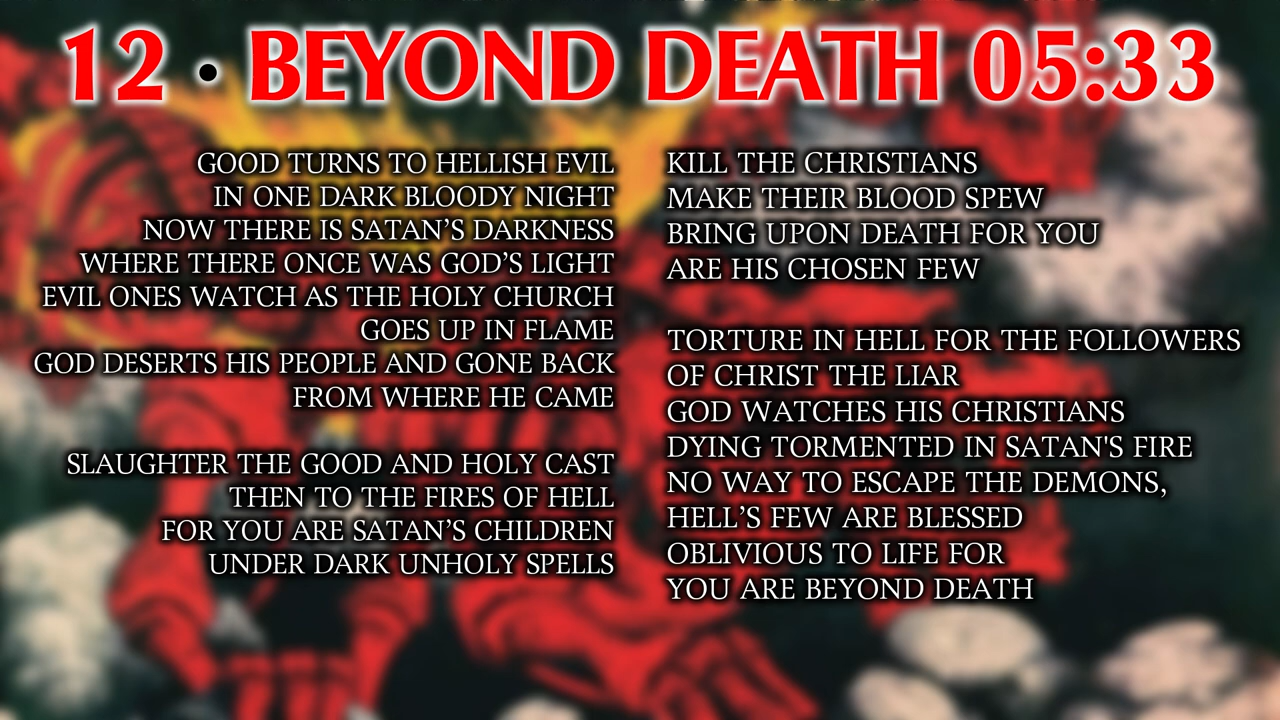 12 • BEYOND DEATH 05:33
GOOD TURNS TO HELLISH EVIL
IN ONE DARK BLOODY NIGHT
NOW THERE IS SATAN’S DARKNESS
WHERE THERE ONCE WAS GOD’S LIGHT
EVIL ONES WATCH AS THE HOLY CHURCH
GOES UP IN FLAME
GOD DESERTS HIS PEOPLE AND GONE BACK
FROM WHERE HE CAME
SLAUGHTER THE GOOD AND HOLY CAST
THEN TO THE FIRES OF HELL
FOR YOU ARE SATAN’S CHILDREN
UNDER DARK UNHOLY SPELLS
KILL THE CHRISTIANS
MAKE THEIR BLOOD SPEW
BRING UPON DEATH FOR YOU
ARE HIS CHOSEN FEW
TORTURE IN HELL FOR THE FOLLOWERS
OF CHRIST THE LIAR
GOD WATCHES HIS CHRISTIANS
DYING TORMENTED IN SATAN'S FIRE
NO WAY TO ESCAPE THE DEMONS,
HELL’S FEW ARE BLESSED
OBLIVIOUS TO LIFE FOR
YOU ARE BEYOND DEATH